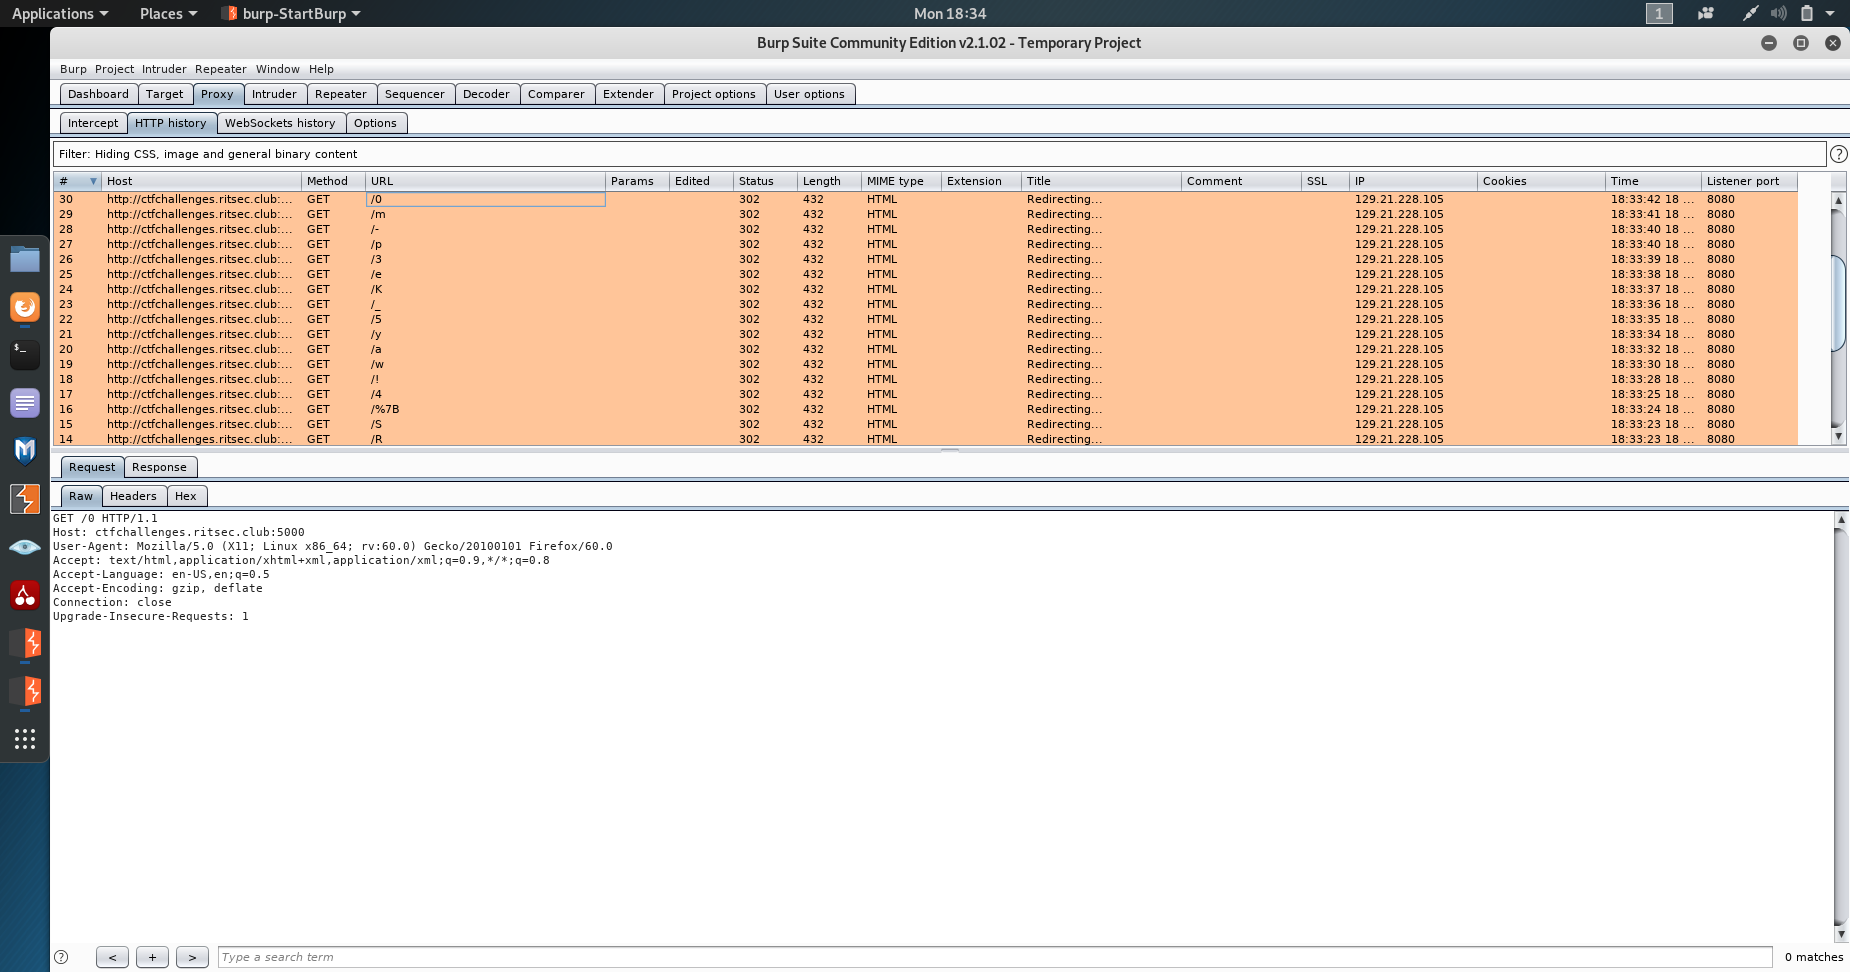 Applications Places burp-StartBurp Mon 18:34 1
Burp Suite Community Edition v2.1.02 - Temporary Project
Burp Project Intruder Repeater Window Help
Dashboard Target Proxy Intruder Repeater Sequencer Decoder Comparer Extender Project options User options
Intercept HTTP history WebSockets history Options
Filter: Hiding CSS, image and general binary content ?
# Host Method URL Params Edited Status Length MIME type Extension Title Comment SSL IP Cookies Time Listener port
30 http://ctfchallenges.ritsec.club:... GET /0 302 432 HTML Redirecting... 129.21.228.105 18:33:42 18 ... 8080
29 http://ctfchallenges.ritsec.club:... GET /m 302 432 HTML Redirecting... 129.21.228.105 18:33:41 18 ... 8080
28 http://ctfchallenges.ritsec.club:... GET /- 302 432 HTML Redirecting... 129.21.228.105 18:33:40 18 ... 8080
27 http://ctfchallenges.ritsec.club:... GET /p 302 432 HTML Redirecting... 129.21.228.105 18:33:40 18 ... 8080
26 http://ctfchallenges.ritsec.club:... GET /3 302 432 HTML Redirecting... 129.21.228.105 18:33:39 18 ... 8080
25 http://ctfchallenges.ritsec.club:... GET /e 302 432 HTML Redirecting... 129.21.228.105 18:33:38 18 ... 8080
24 http://ctfchallenges.ritsec.club:... GET /K 302 432 HTML Redirecting... 129.21.228.105 18:33:37 18 ... 8080
23 http://ctfchallenges.ritsec.club:... GET /_ 302 432 HTML Redirecting... 129.21.228.105 18:33:36 18 ... 8080
22 http://ctfchallenges.ritsec.club:... GET /5 302 432 HTML Redirecting... 129.21.228.105 18:33:35 18 ... 8080
21 http://ctfchallenges.ritsec.club:... GET /y 302 432 HTML Redirecting... 129.21.228.105 18:33:34 18 ... 8080
20 http://ctfchallenges.ritsec.club:... GET /a 302 432 HTML Redirecting... 129.21.228.105 18:33:32 18 ... 8080
19 http://ctfchallenges.ritsec.club:... GET /w 302 432 HTML Redirecting... 129.21.228.105 18:33:30 18 ... 8080
18 http://ctfchallenges.ritsec.club:... GET /! 302 432 HTML Redirecting... 129.21.228.105 18:33:28 18 ... 8080
17 http://ctfchallenges.ritsec.club:... GET /4 302 432 HTML Redirecting... 129.21.228.105 18:33:25 18 ... 8080
16 http://ctfchallenges.ritsec.club:... GET /%7B 302 432 HTML Redirecting... 129.21.228.105 18:33:24 18 ... 8080
15 http://ctfchallenges.ritsec.club:... GET /S 302 432 HTML Redirecting... 129.21.228.105 18:33:23 18 ... 8080
14 http://ctfchallenges.ritsec.club:... GET /R 302 432 HTML Redirecting... 129.21.228.105 18:33:23 18 ... 8080
Request Response
Raw Headers Hex
GET /0 HTTP/1.1
Host: ctfchallenges.ritsec.club:5000
User-Agent: Mozilla/5.0 (X11; Linux x86_64; rv:60.0) Gecko/20100101 Firefox/60.0
Accept: text/html,application/xhtml+xml,application/xml;q=0.9,*/*;q=0.8
Accept-Language: en-US,en;q=0.5
Accept-Encoding: gzip, deflate
Connection: close
Upgrade-Insecure-Requests: 1
? < + > Type a search term 0 matches